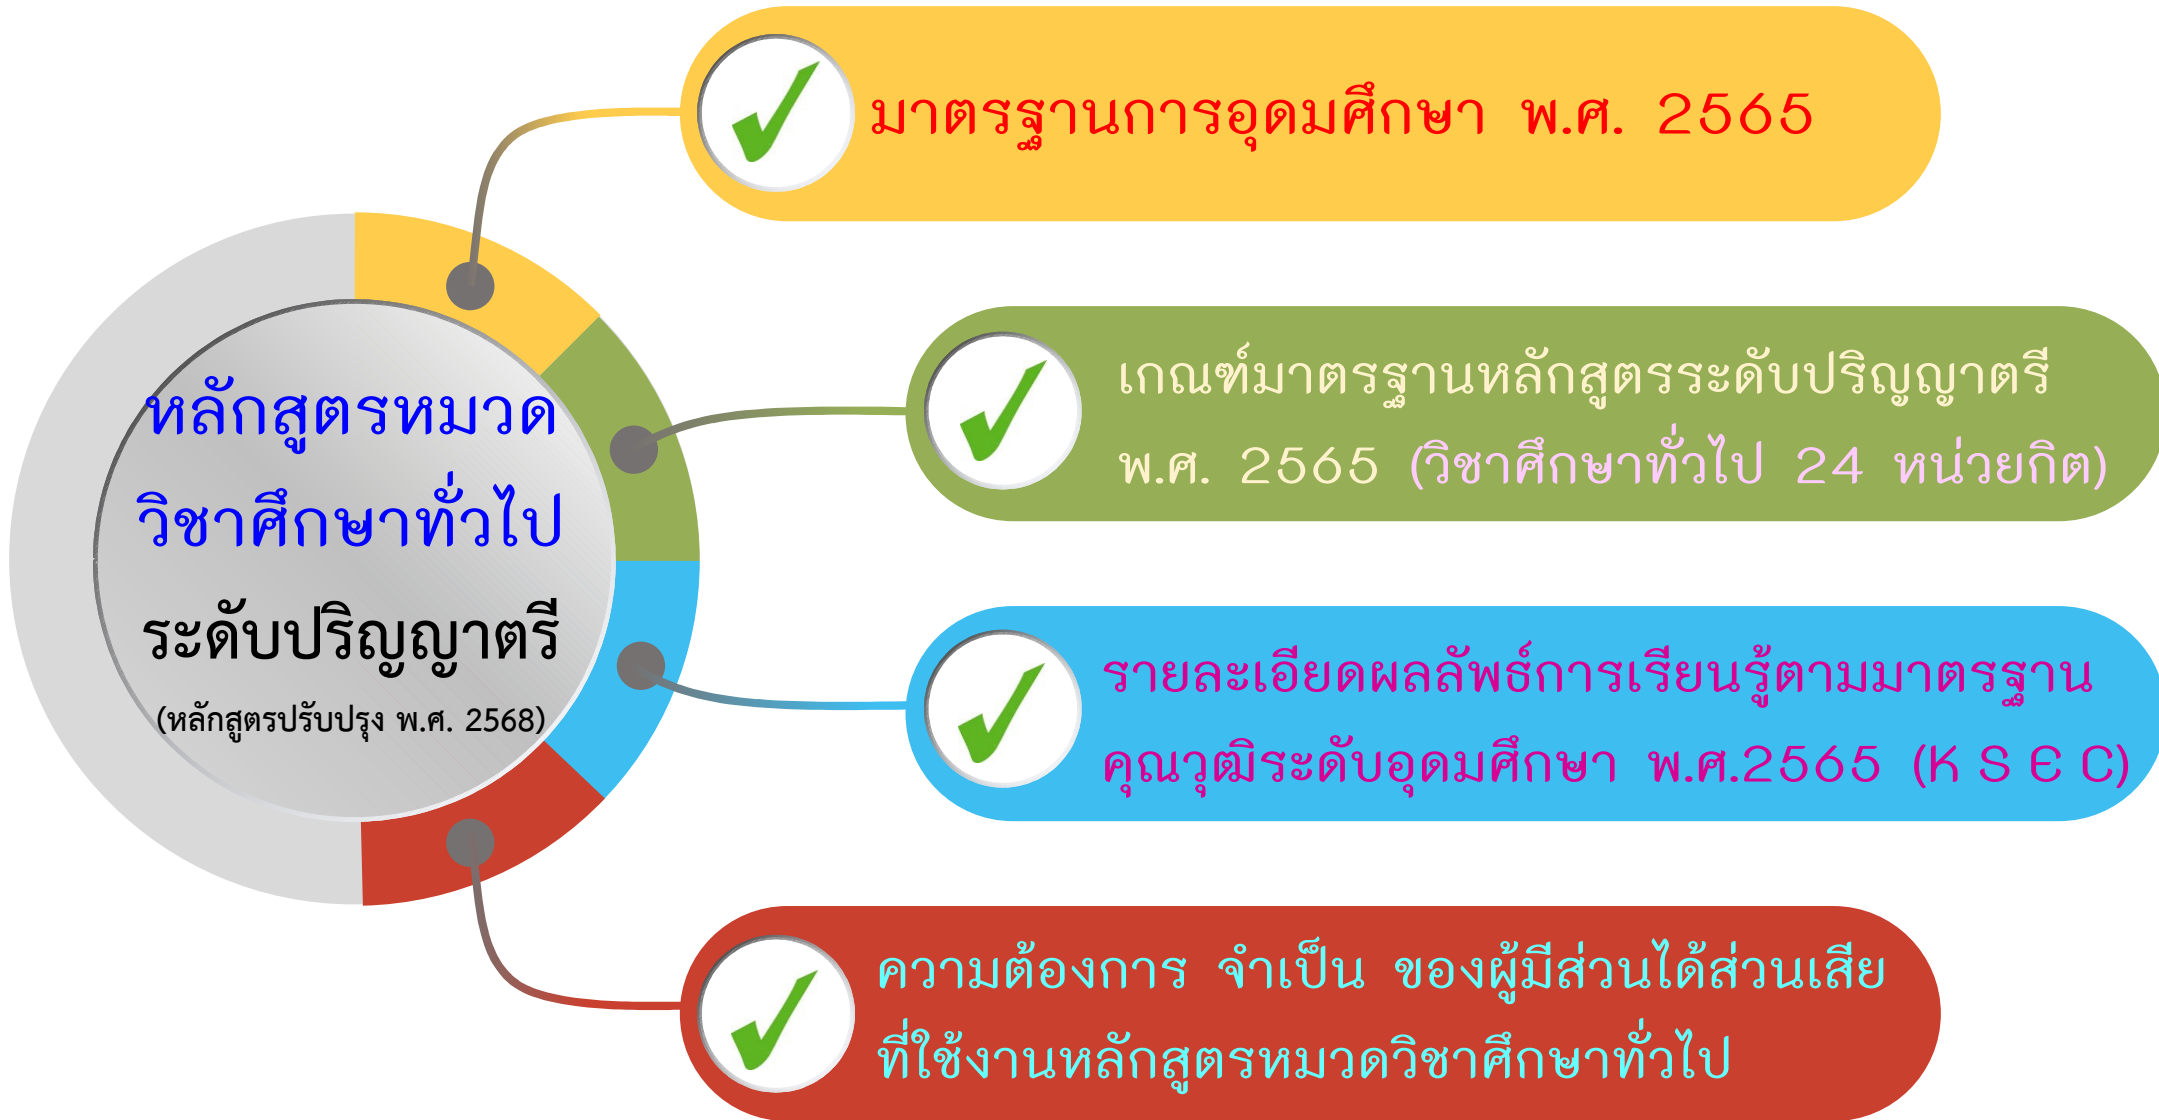 หลักสูตรหมวด
วิชาศึกษาทั่วไป
ระดับปริญญาตรี
(หลักสูตรปรับปรุง พ.ศ. 2568)
มาตรฐานการอุดมศึกษา พ.ศ. 2565
เกณฑ์มาตรฐานหลักสูตรระดับปริญญาตรี
พ.ศ. 2565 (วิชาศึกษาทั่วไป 24 หน่วยกิต)
รายละเอียดผลลัพธ์การเรียนรู้ตามมาตรฐาน
คุณวุฒิระดับอุดมศึกษา พ.ศ.2565 (K S E C)
ความต้องการ จำเป็น ของผู้มีส่วนได้ส่วนเสีย
ที่ใช้งานหลักสูตรหมวดวิชาศึกษาทั่วไป